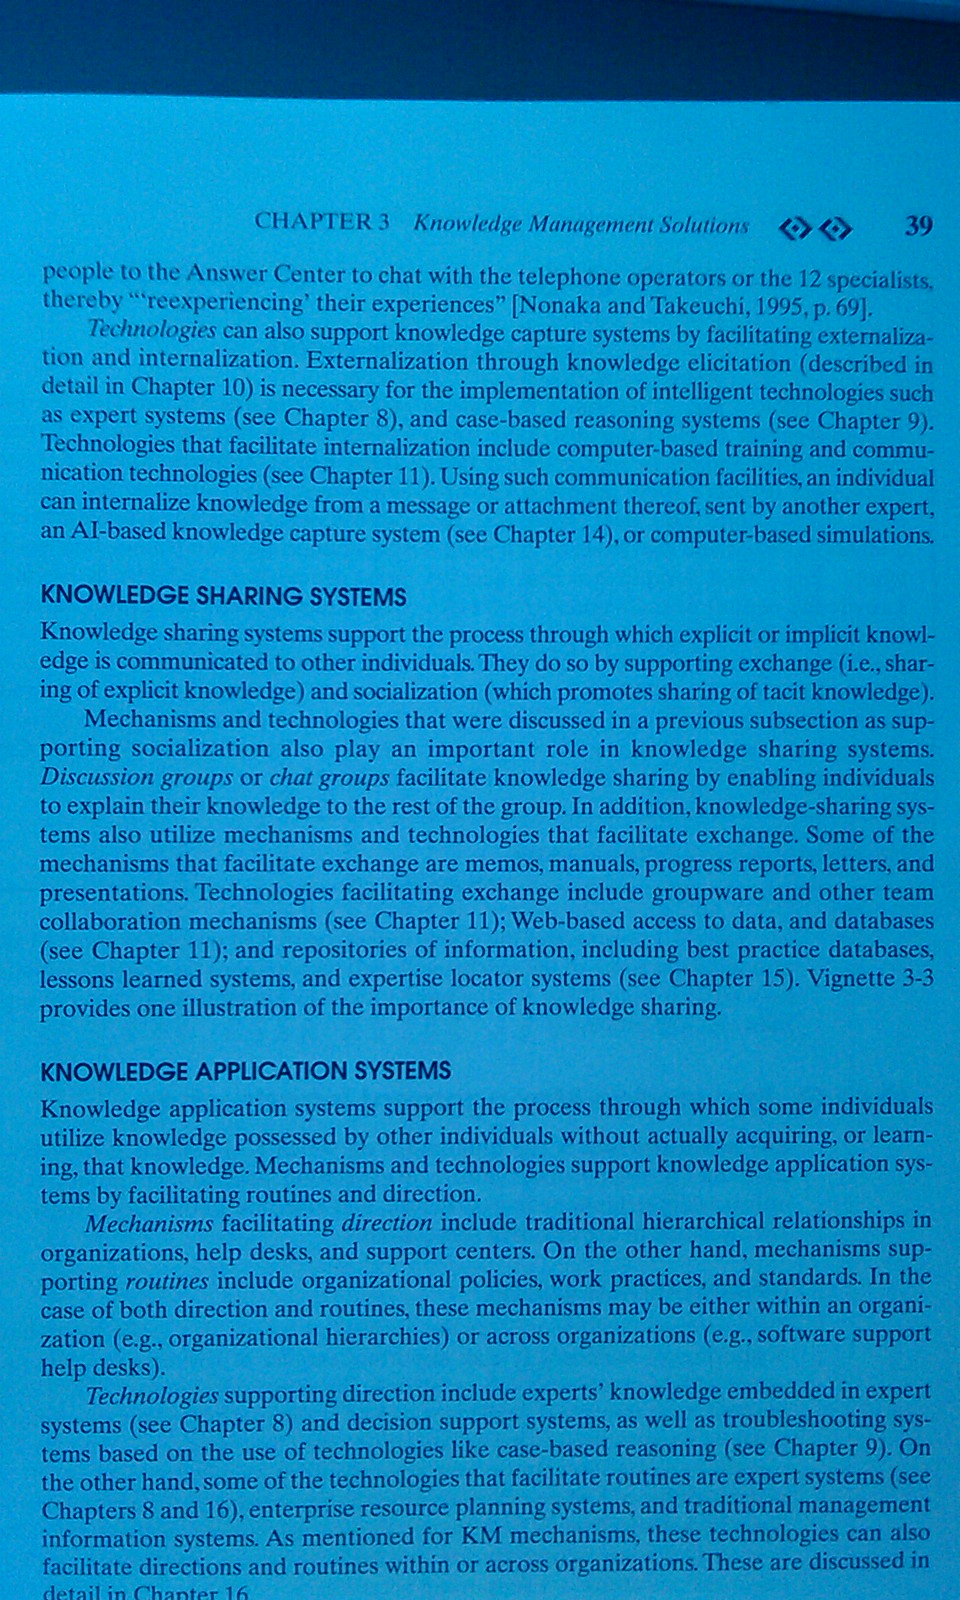 CHAPTER 3 Knowledge Management Solutions 39
people to the Answer Center to chat with the telephone operators or the 12 specialists,
thereby “‘reexperiencing’ their experiences” [Nonaka and Takeuchi, 1995, p. 69].
Technologies can also support knowledge capture systems by facilitating externaliza-
tion and internalization. Externalization through knowledge elicitation (described in
detail in Chapter 10) is necessary for the implementation of intelligent technologies such
as expert systems (see Chapter 8), and case-based reasoning systems (see Chapter 9).
Technologies that facilitate internalization include computer-based training and commu-
nication technologies (see Chapter 11). Using such communication facilities, an individual
can internalize knowledge from a message or attachment thereof, sent by another expert,
an AI-based knowledge capture system (see Chapter 14), or computer-based simulations.
KNOWLEDGE SHARING SYSTEMS
Knowledge sharing systems support the process through which explicit or implicit knowl-
edge is communicated to other individuals. They do so by supporting exchange (i.e., shar-
ing of explicit knowledge) and socialization (which promotes sharing of tacit knowledge).
Mechanisms and technologies that were discussed in a previous subsection as sup-
porting socialization also play an important role in knowledge sharing systems.
Discussion groups or chat groups facilitate knowledge sharing by enabling individuals
to explain their knowledge to the rest of the group. In addition, knowledge-sharing sys-
tems also utilize mechanisms and technologies that facilitate exchange. Some of the
mechanisms that facilitate exchange are memos, manuals, progress reports, letters, and
presentations. Technologies facilitating exchange include groupware and other team
collaboration mechanisms (see Chapter 11); Web-based access to data, and databases
(see Chapter 11); and repositories of information, including best practice databases,
lessons learned systems, and expertise locator systems (see Chapter 15). Vignette 3-3
provides one illustration of the importance of knowledge sharing.
KNOWLEDGE APPLICATION SYSTEMS
Knowledge application systems support the process through which some individuals
utilize knowledge possessed by other individuals without actually acquiring, or learn-
ing, that knowledge. Mechanisms and technologies support knowledge application sys-
tems by facilitating routines and direction.
Mechanisms facilitating direction include traditional hierarchical relationships in
organizations, help desks, and support centers. On the other hand, mechanisms sup-
porting routines include organizational policies, work practices, and standards. In the
case of both direction and routines, these mechanisms may be either within an organi-
zation (e.g., organizational hierarchies) or across organizations (e.g., software support
help desks).
Technologies supporting direction include experts’ knowledge embedded in expert
systems (see Chapter 8) and decision support systems, as well as troubleshooting sys-
tems based on the use of technologies like case-based reasoning (see Chapter 9). On
the other hand, some of the technologies that facilitate routines are expert systems (see
Chapters 8 and 16), enterprise resource planning systems, and traditional management
information systems. As mentioned for KM mechanisms, these technologies can also
facilitate directions and routines within or across organizations. These are discussed in
detail in Chapter 16